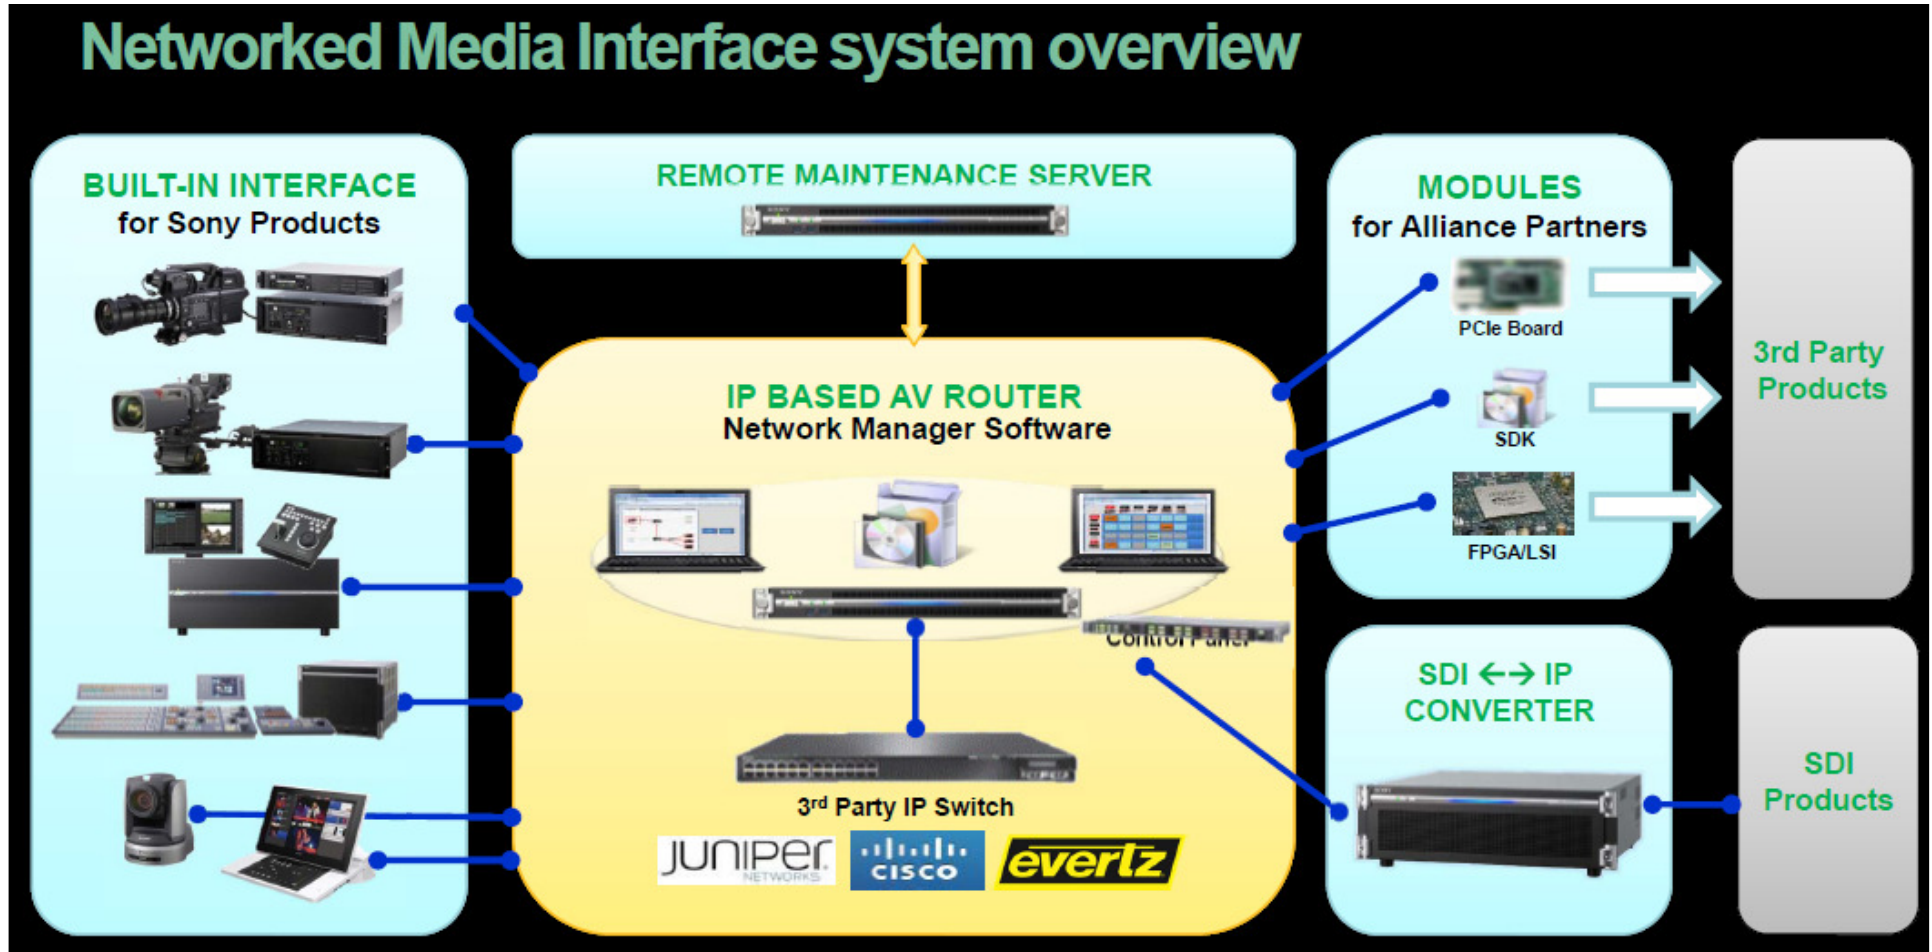 Networked Media Interface system overview
BUILT-IN INTERFACE
for Sony Products
REMOTE MAINTENANCE SERVER
IP BASED AV ROUTER
Network Manager Software
Control Panel
3rd Party IP Switch
JUNIPER
NETWORKS
CISCO
evertz
MODULES
for Alliance Partners
PCIe Board
SDK
FPGA/LSI
3rd Party
Products
SDI ←→ IP
CONVERTER
SDI
Products